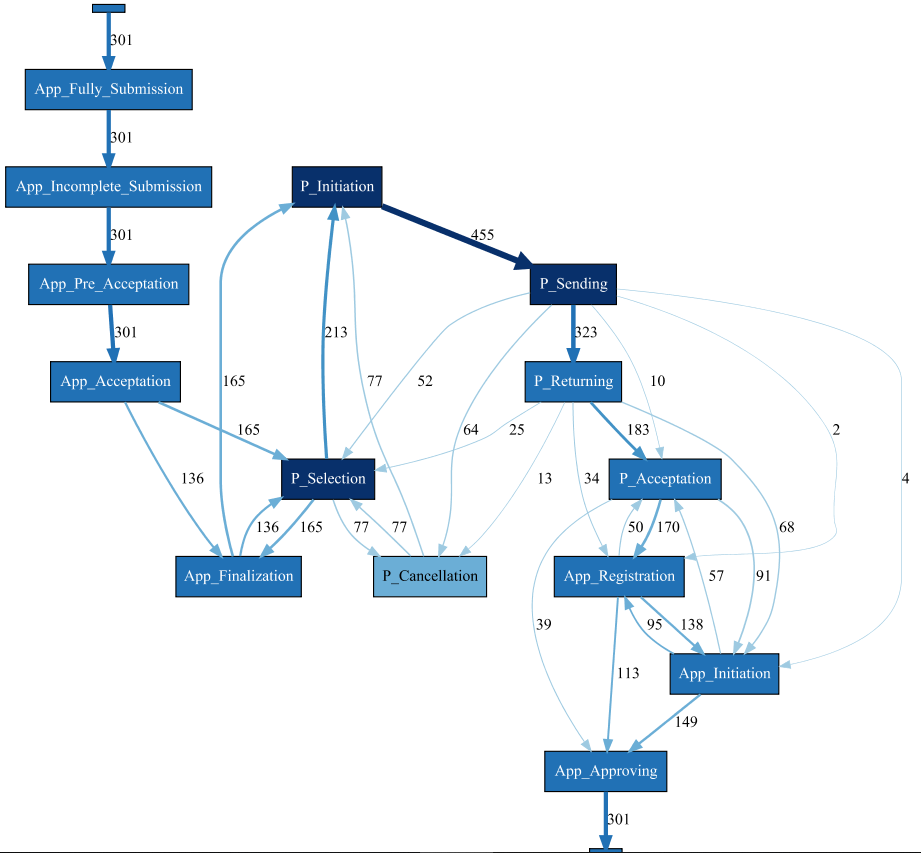 301
App_Fully_Submission
301
App_Incomplete_Submission
P_Initiation
301
455
App_Pre_Acceptation
P_Sending
301
213
323
App_Acceptation
165
77
52
P_Returning
10
165
64
25
183
2
136
P_Selection
13
34
P_Acceptation
68
4
136
165
77
77
50
170
App_Finalization
P_Cancellation
App_Registration
57
91
39
95
138
113
App_Initiation
149
App_Approving
301